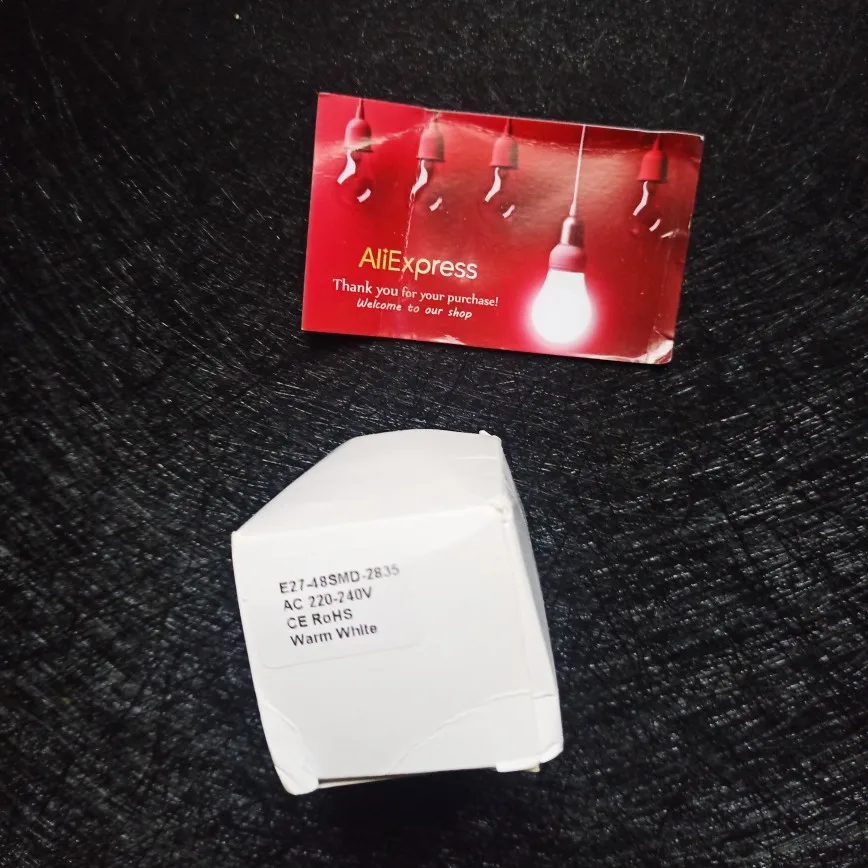 AliExpress
Thank you for your purchase!
Welcome to our shop
E27-48SMD-2835
AC 220-240V
CE RoHS
Warm White